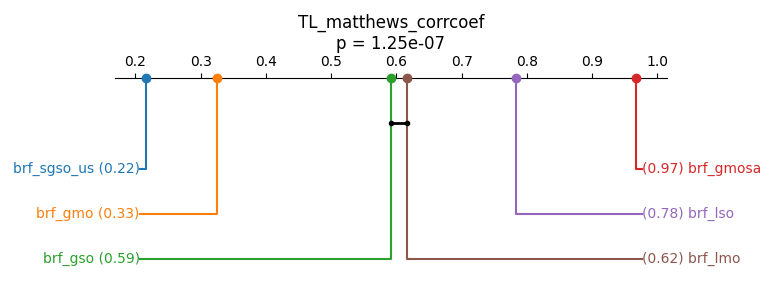 TL_matthews_corrcoef
p = 1.25e-07
0.2 0.3 0.4 0.5 0.6 0.7 0.8 0.9 1.0
brf_sgso_us (0.22) (0.97) brf_gmosa
brf_gmo (0.33) (0.78) brf_lso
brf_gso (0.59) (0.62) brf_lmo